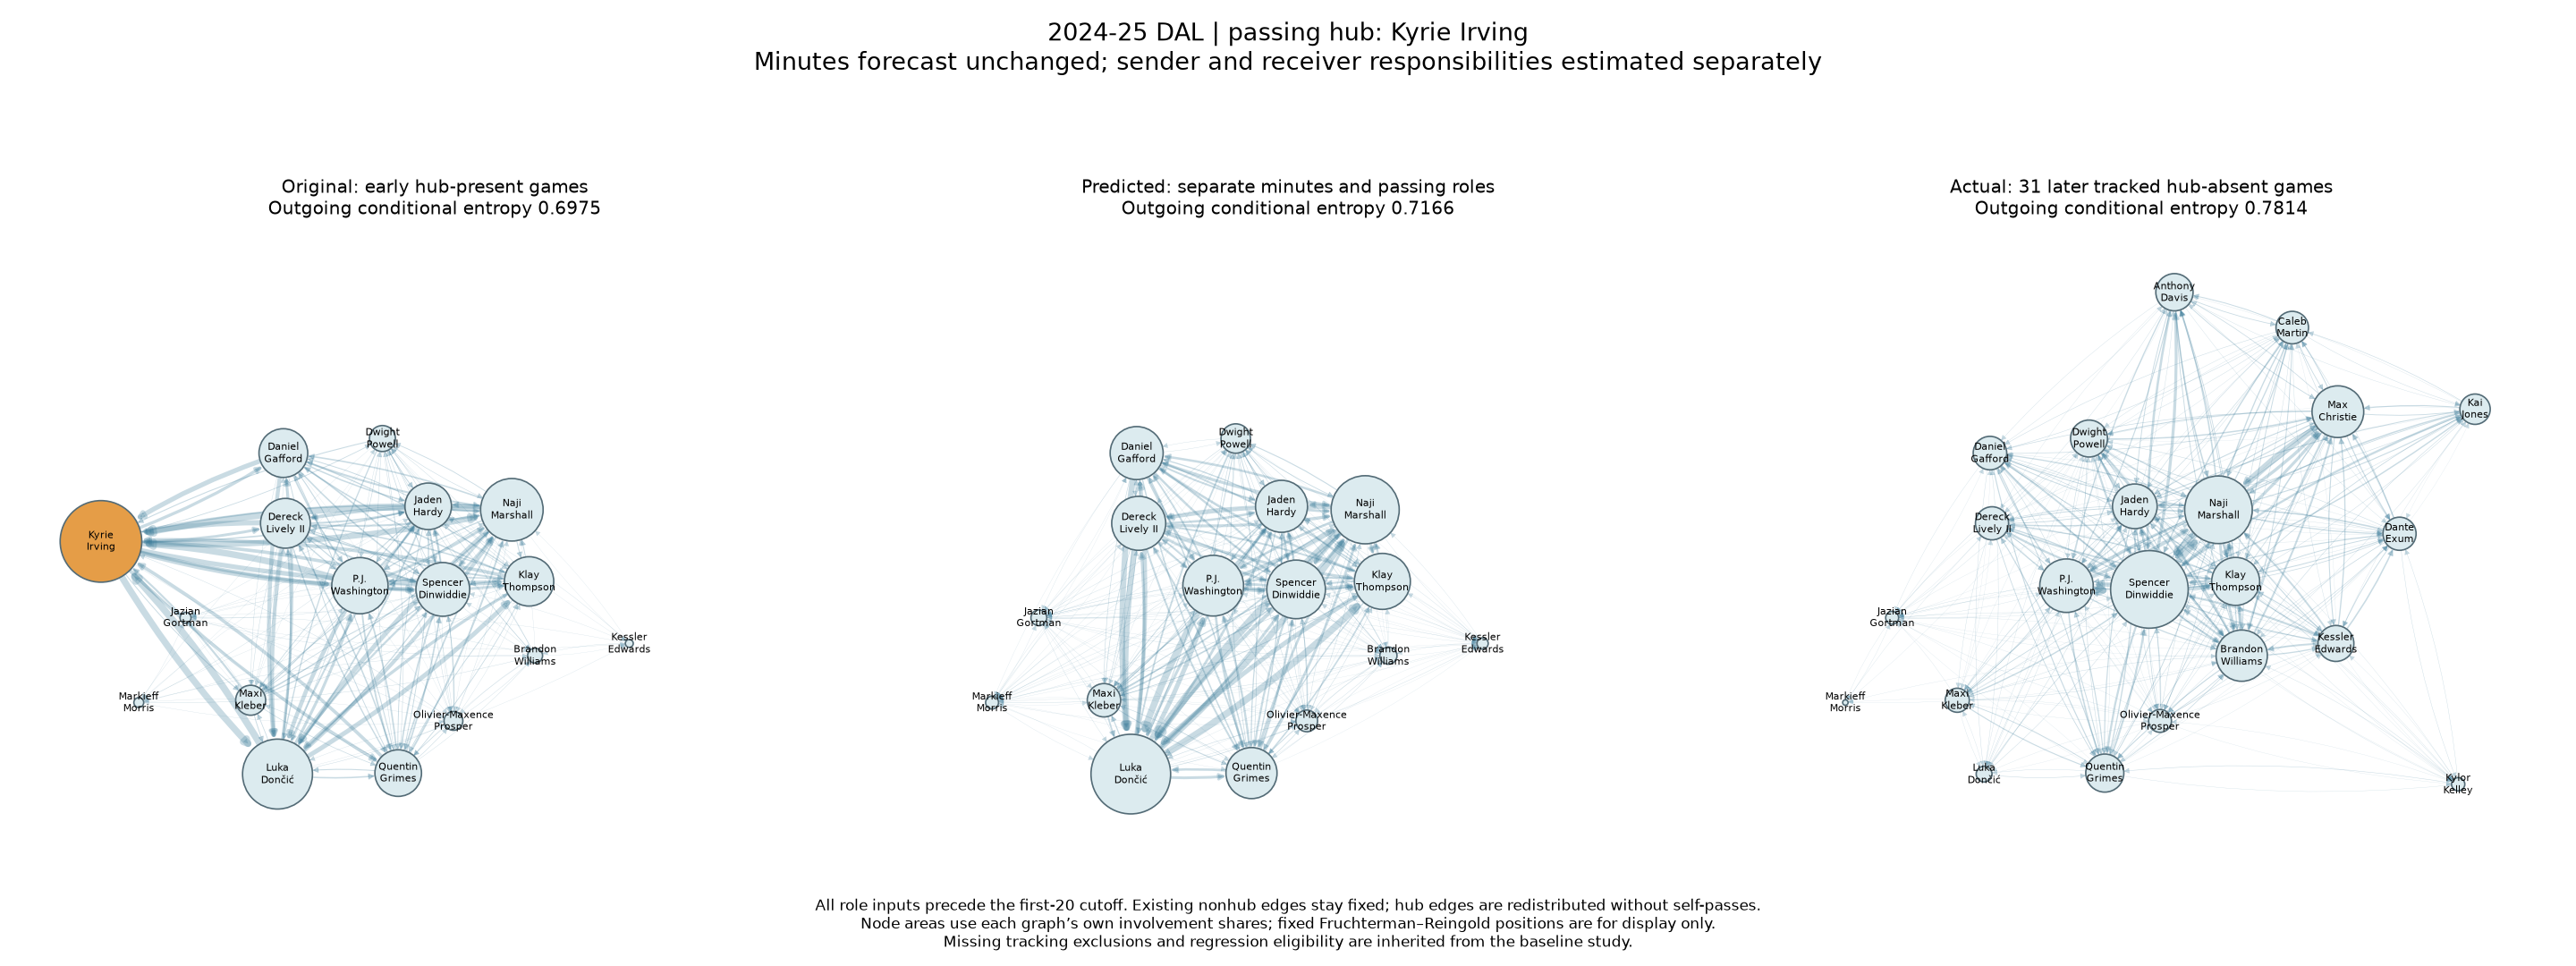 2024-25 DAL | passing hub: Kyrie Irving
Minutes forecast unchanged; sender and receiver responsibilities estimated separately
Original: early hub-present games
Outgoing conditional entropy 0.6975
Daniel
Gafford
Dwight
Powell
Kyrie
Irving
Dereck
Lively II
Jaden
Hardy
Naji
Marshall
P.J.
Washington
Spencer
Dinwiddie
Klay
Thompson
Jazian
Gortman
Brandon
Williams
Kessler
Edwards
Markieff
Morris
Maxi
Kleber
Olivier-Maxence
Prosper
Luka
Dončić
Quentin
Grimes
Predicted: separate minutes and passing roles
Outgoing conditional entropy 0.7166
Daniel
Gafford
Dwight
Powell
Dereck
Lively II
Jaden
Hardy
Naji
Marshall
P.J.
Washington
Spencer
Dinwiddie
Klay
Thompson
Jazian
Gortman
Brandon
Williams
Kessler
Edwards
Markieff
Morris
Maxi
Kleber
Olivier-Maxence
Prosper
Luka
Dončić
Quentin
Grimes
Actual: 31 later tracked hub-absent games
Outgoing conditional entropy 0.7814
Anthony
Davis
Caleb
Martin
Max
Christie
Kai
Jones
Daniel
Gafford
Dwight
Powell
Dereck
Lively II
Jaden
Hardy
Naji
Marshall
Dante
Exum
P.J.
Washington
Spencer
Dinwiddie
Klay
Thompson
Jazian
Gortman
Brandon
Williams
Kessler
Edwards
Markieff
Morris
Maxi
Kleber
Olivier-Maxence
Prosper
Luka
Dončić
Quentin
Grimes
Kylor
Kelley
All role inputs precede the first-20 cutoff. Existing nonhub edges stay fixed; hub edges are redistributed without self-passes.
Node areas use each graph’s own involvement shares; fixed Fruchterman–Reingold positions are for display only.
Missing tracking exclusions and regression eligibility are inherited from the baseline study.